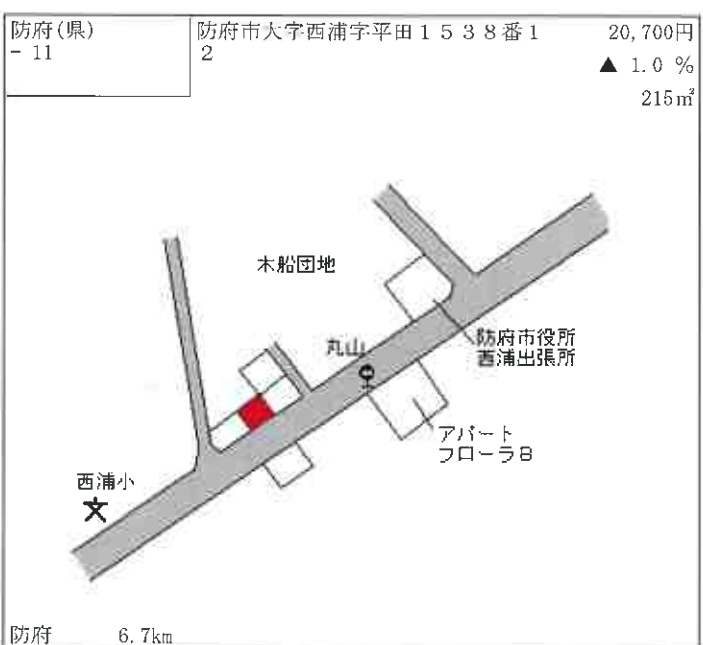 防府(県)
- 11
防府市大字西浦字平田1538番1
2
20,700円
▲ 1.0 %
215㎡
木船団地
丸山
防府市役所
西浦出張所
アパート
フローラB
西浦小
文
防府 6.7km